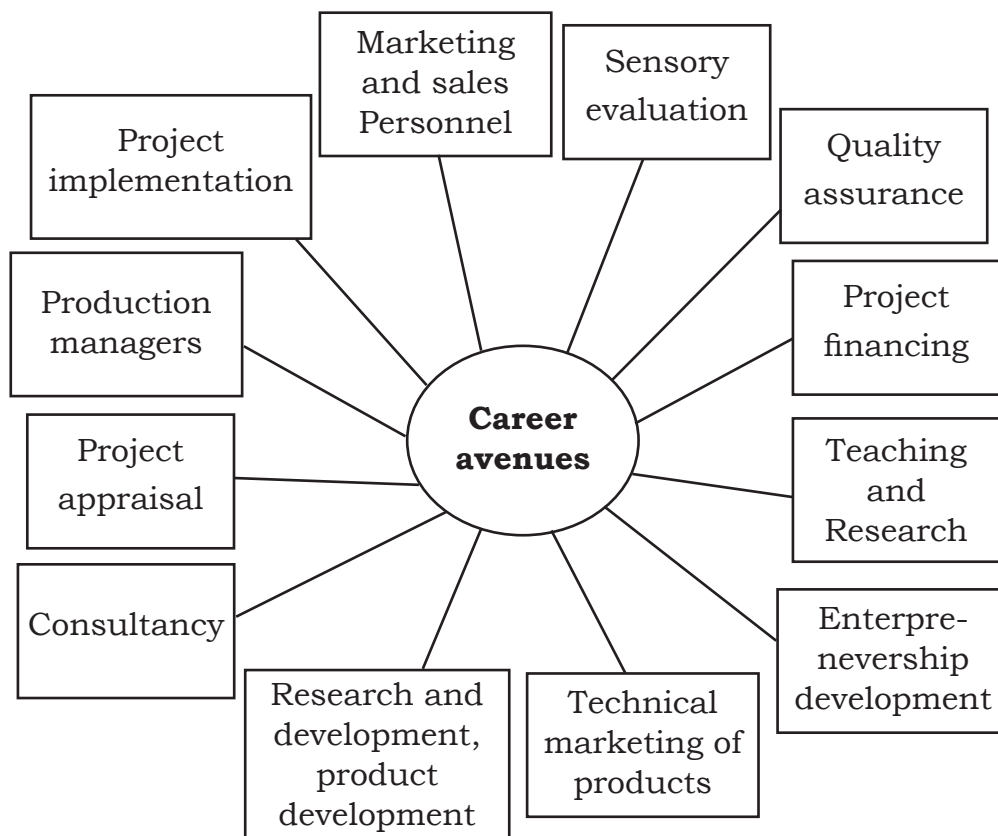 Marketing
and sales
Personnel
Sensory
evaluation
Project
implementation
Quality
assurance
Production
managers
Project
financing
Career
avenues
Project
appraisal
Teaching
and
Research
Consultancy
Enterpre-
nevership
development
Research and
development,
product
development
Technical
marketing of
products